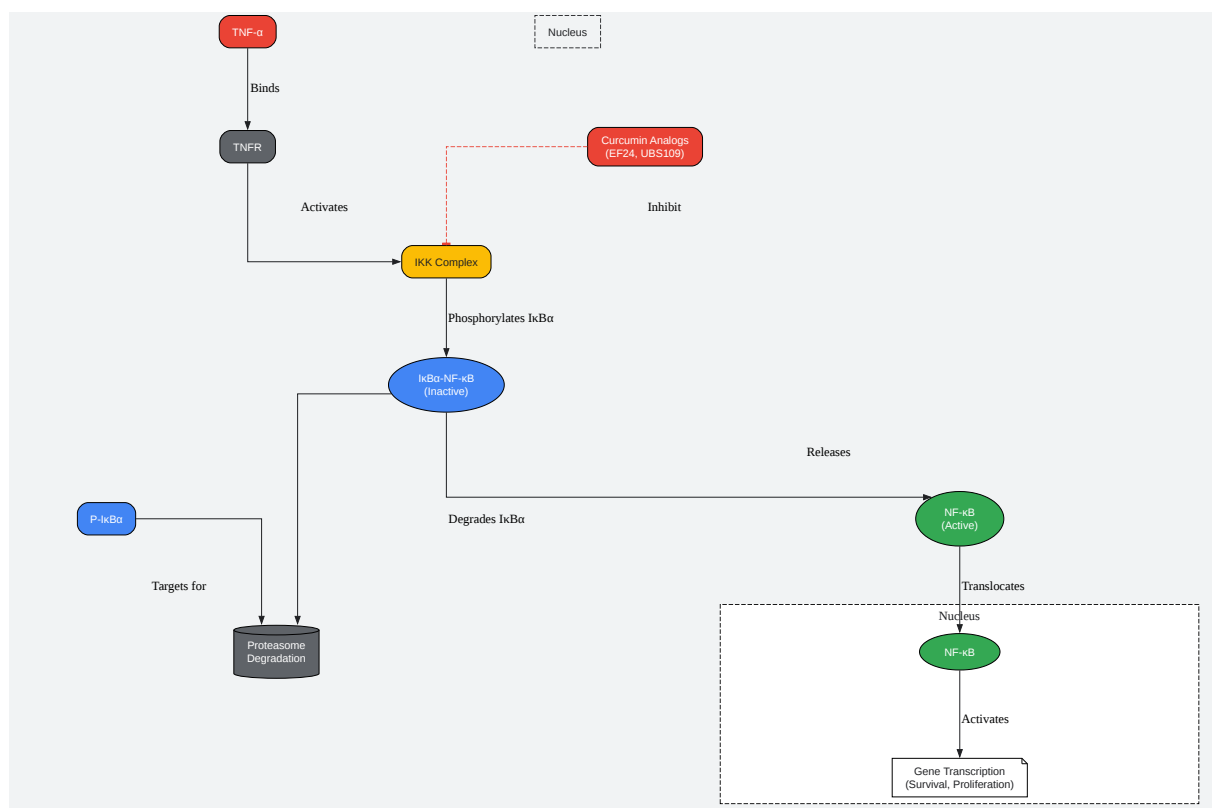 TNF-α
Nucleus
Binds
TNFR
Curcumin Analogs
(EF24, UBS109)
Activates
Inhibit
IKK Complex
Phosphorylates IκBα
IκBα-NF-κB
(Inactive)
Releases
P-IκBα
Degrades IκBα
NF-κB
(Active)
Targets for
Translocates
Nucleus
Proteasome
Degradation
NF-κB
Activates
Gene Transcription
(Survival, Proliferation)